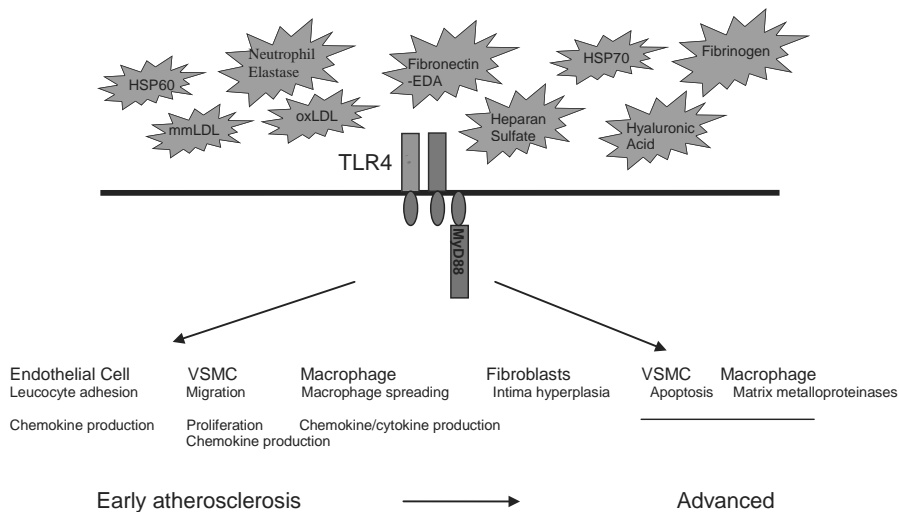 HSP60
Neutrophil
Elastase
Fibronectin
-EDA
HSP70
Fibrinogen
mmLDL
oxLDL
Heparan
Sulfate
Hyaluronic
Acid
TLR4
MyD88
Endothelial Cell
Leucocyte adhesion
Chemokine production
VSMC
Migration
Proliferation
Chemokine production
Macrophage
Macrophage spreading
Chemokine/cytokine production
Fibroblasts
Intima hyperplasia
VSMC
Apoptosis
Macrophage
Matrix metalloproteinases
Early atherosclerosis
Advanced